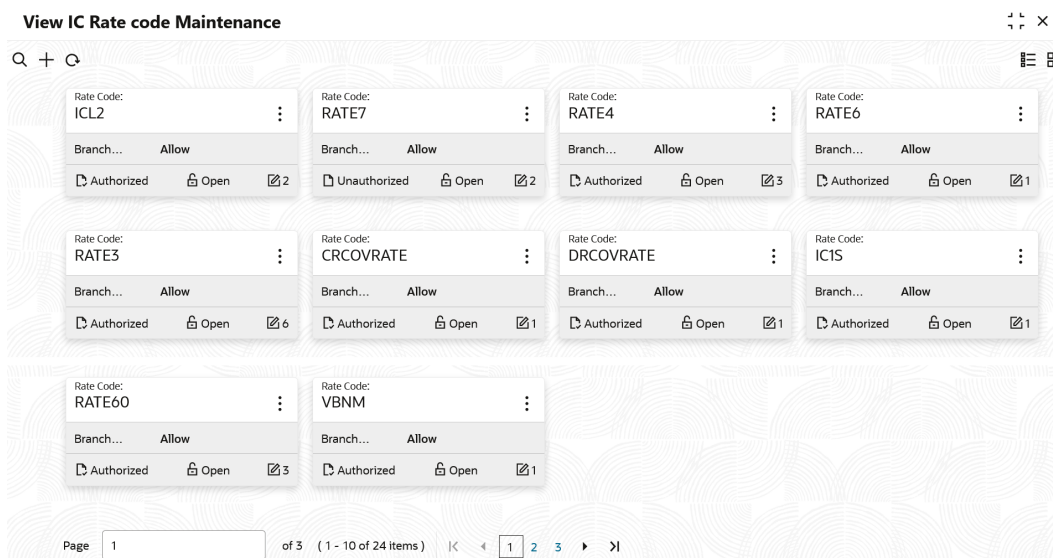 View IC Rate code Maintenance
Rate Code: Rate Code: Rate Code: Rate Code:
ICL2 RATE7 RATE4 RATE6
Branch... Allow Branch... Allow Branch... Allow Branch... Allow
Authorized Open 2 Unauthorized Open 2 Authorized Open 3 Authorized Open 1
Rate Code: Rate Code: Rate Code: Rate Code:
RATE3 CRCOVRATE DRCOVRATE IC1S
Branch... Allow Branch... Allow Branch... Allow Branch... Allow
Authorized Open 6 Authorized Open 1 Authorized Open 1 Authorized Open 1
Rate Code: Rate Code:
RATE60 VBNM
Branch... Allow Branch... Allow
Authorized Open 3 Authorized Open 1
Page 1 of 3 ( 1 - 10 of 24 items ) 1 2 3